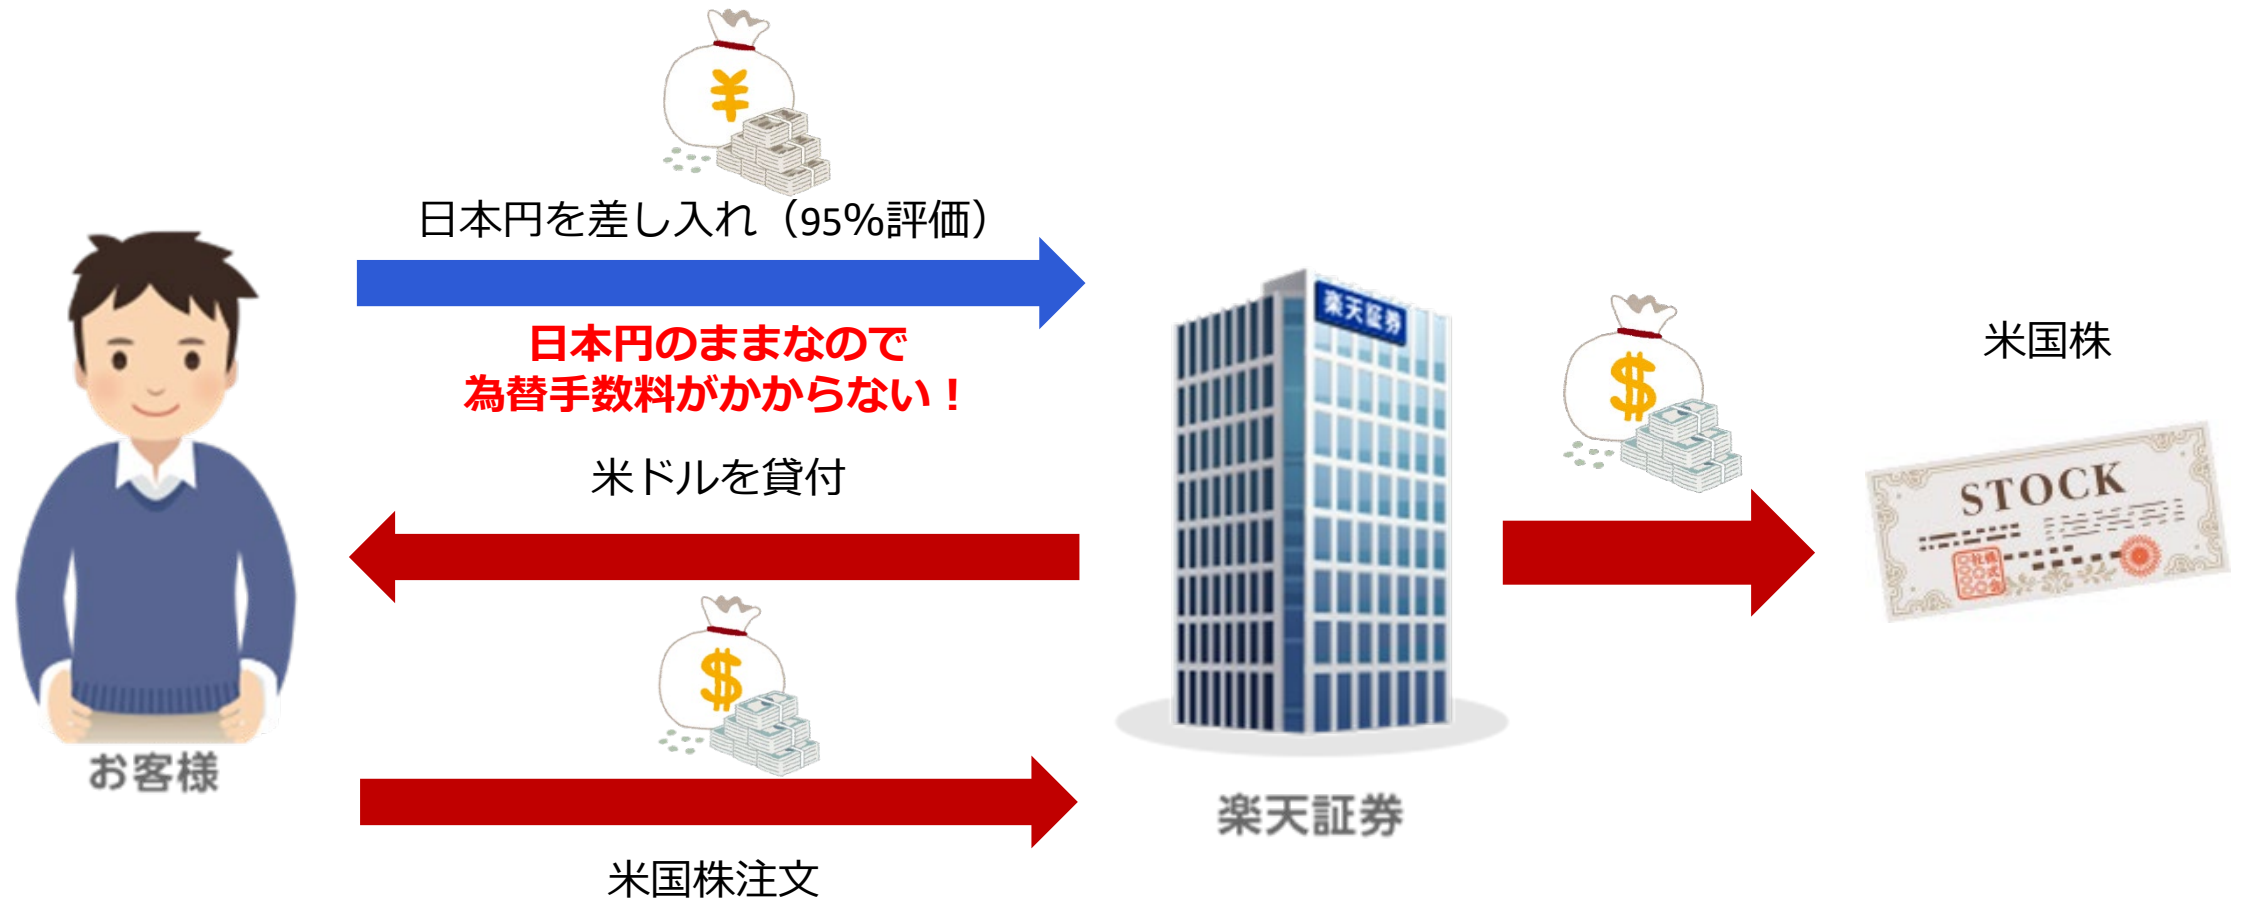 日本円を差し入れ（95%評価）
日本円のままなので
為替手数料がかからない！
米ドルを貸付
米国株注文
お客様
楽天証券
楽天証券
米国株
STOCK
¥
$
$